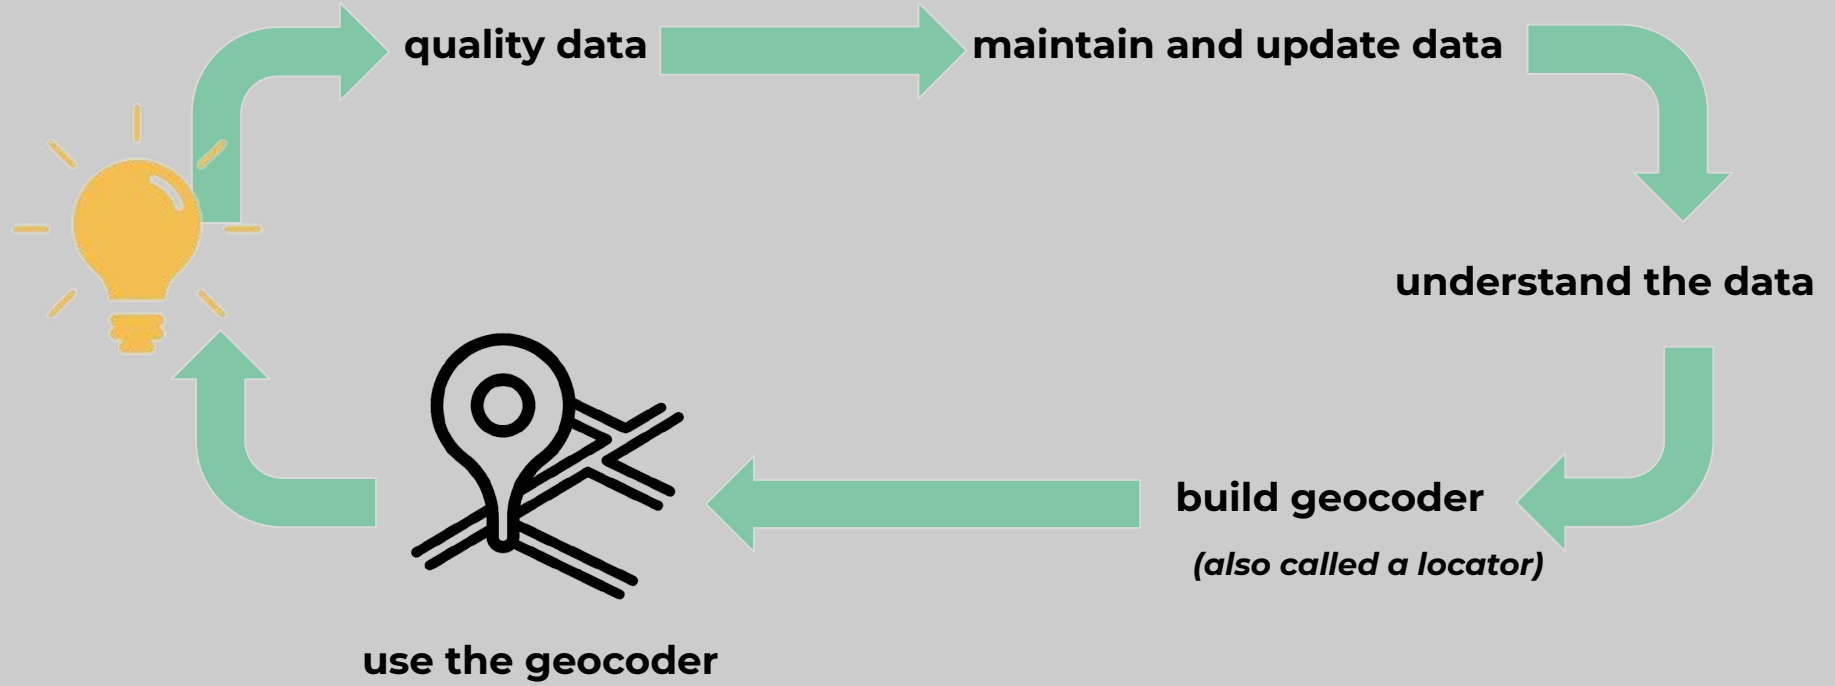 quality data
maintain and update data
understand the data
build geocoder
(also called a locator)
use the geocoder